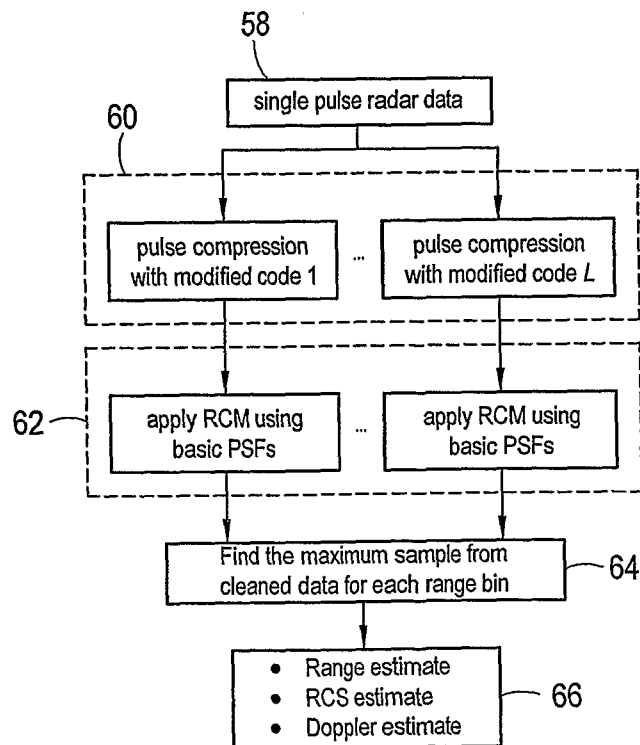 58
single pulse radar data
60
pulse compression
with modified code 1
...
pulse compression
with modified code L
62
apply RCM using
basic PSFs
...
apply RCM using
basic PSFs
Find the maximum sample from
cleaned data for each range bin
64
• Range estimate
• RCS estimate
• Doppler estimate
66